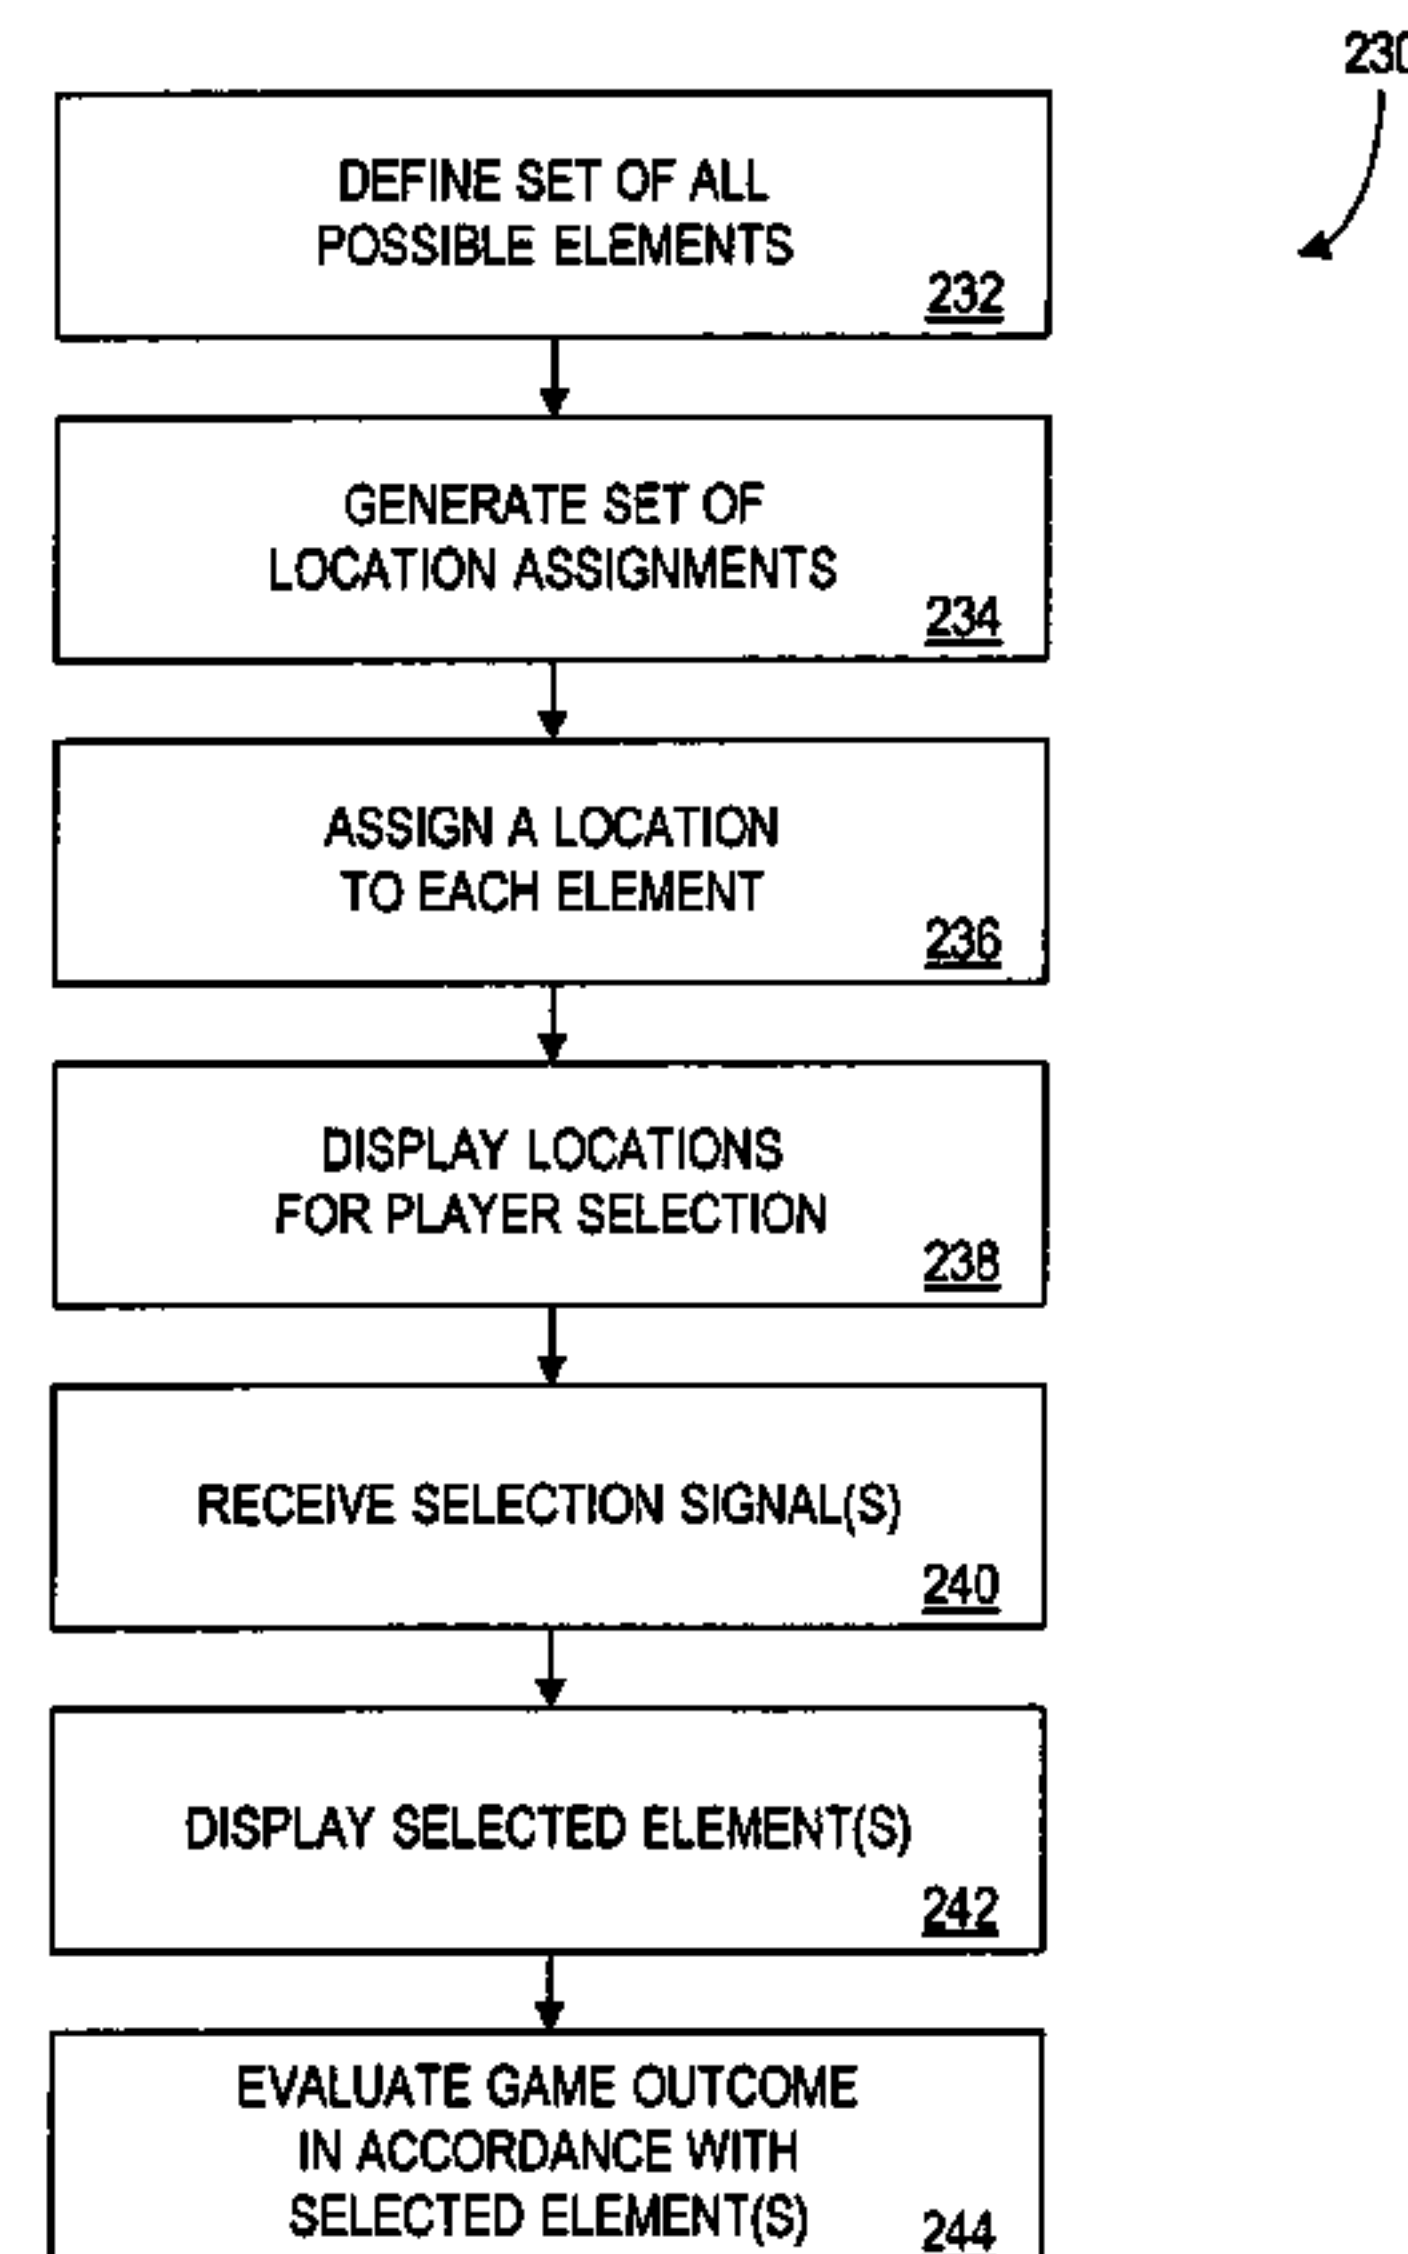 230
DEFINE SET OF ALL
POSSIBLE ELEMENTS
232
GENERATE SET OF
LOCATION ASSIGNMENTS
234
ASSIGN A LOCATION
TO EACH ELEMENT
236
DISPLAY LOCATIONS
FOR PLAYER SELECTION
238
RECEIVE SELECTION SIGNAL(S)
240
DISPLAY SELECTED ELEMENT(S)
242
EVALUATE GAME OUTCOME
IN ACCORDANCE WITH
SELECTED ELEMENT(S)
244